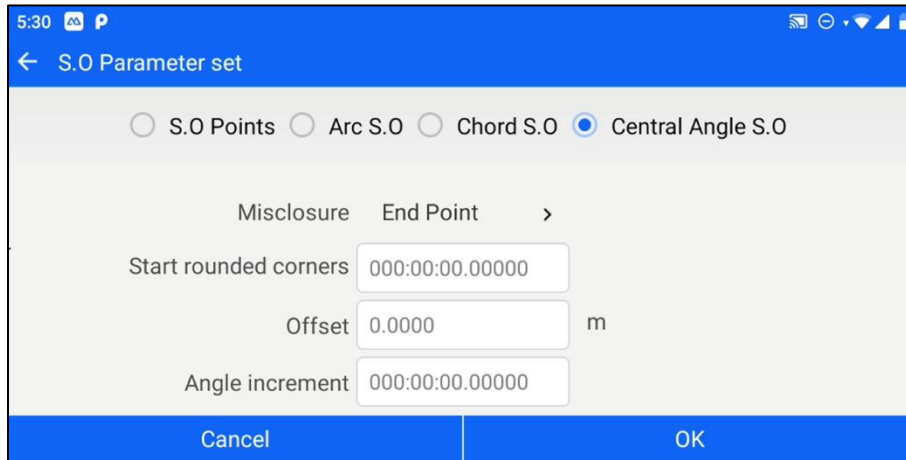 5:30
S.O Parameter set
S.O Points Arc S.O Chord S.O Central Angle S.O
Misclosure End Point >
Start rounded corners 000:00:00.00000
Offset 0.0000 m
Angle increment 000:00:00.00000
Cancel OK